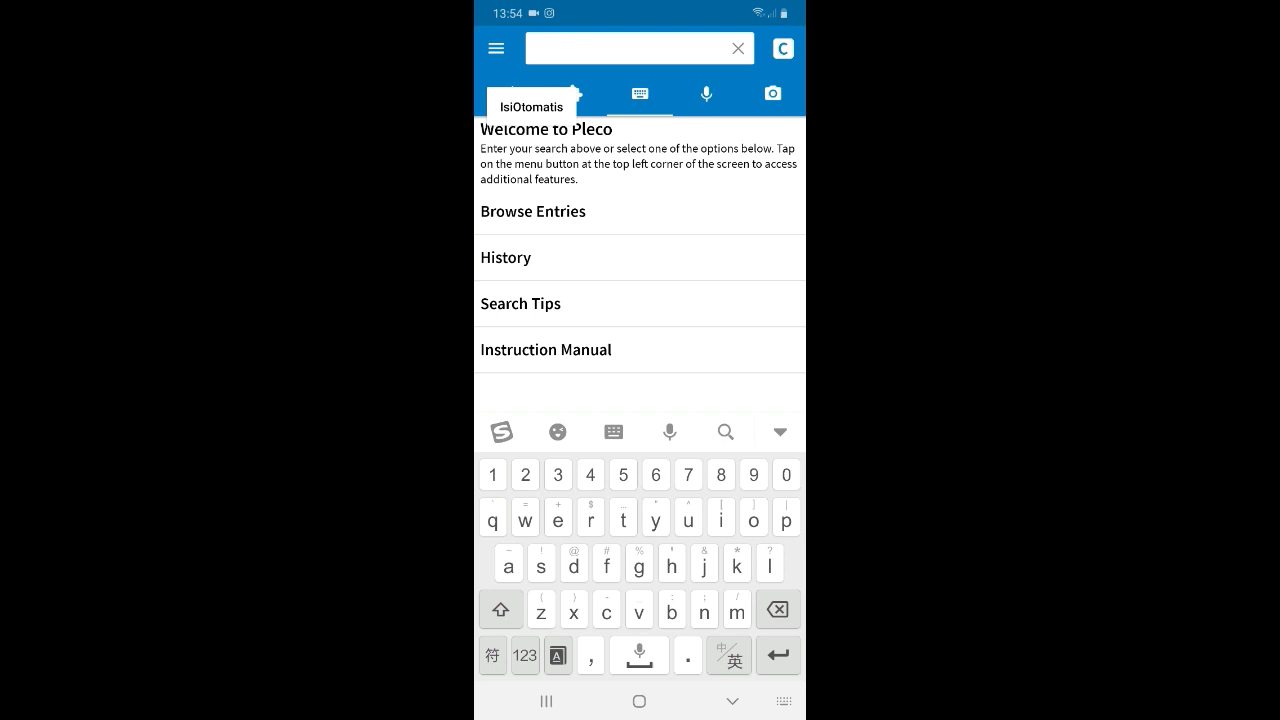 13:54
C
IsiOtomatis
Welcome to Pleco
Enter your search above or select one of the options below. Tap
on the menu button at the top left corner of the screen to access
additional features.
Browse Entries
History
Search Tips
Instruction Manual
S
1 2 3 4 5 6 7 8 9 0
` = + $ … " ^ [ ] |
q w e r t y u i o p
~ ! @ # % ' & * ?
a s d f g h j k l
( ) - : ; /
z x c v b n m
符 123 A , . 中/英